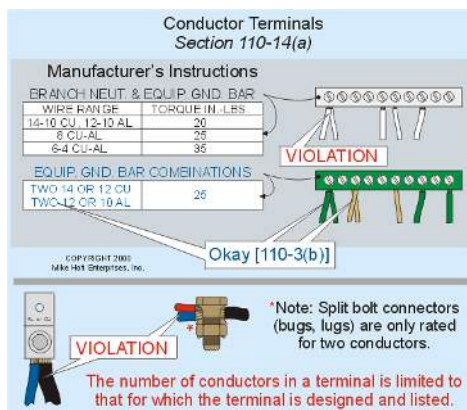 Conductor Terminals
Section 110-14(a)
Manufacturer's Instructions
BRANCH NEUT. & EQUIP. GND. BAR
WIRE RANGE TORQUE IN.-LBS.
14-10 CU, 12-10 AL 20
8 CU-AL 25
6-4 CU-AL 35
VIOLATION
EQUIP. GND. BAR COMBINATIONS
TWO 14 OR 12 CU
TWO 12 OR 10 AL
25
Okay [110-3(b)]
COPYRIGHT 2000
Mike Holt Enterprises, Inc.
VIOLATION
*
*Note: Split bolt connectors
(bugs, lugs) are only rated
for two conductors.
The number of conductors in a terminal is limited to
that for which the terminal is designed and listed.